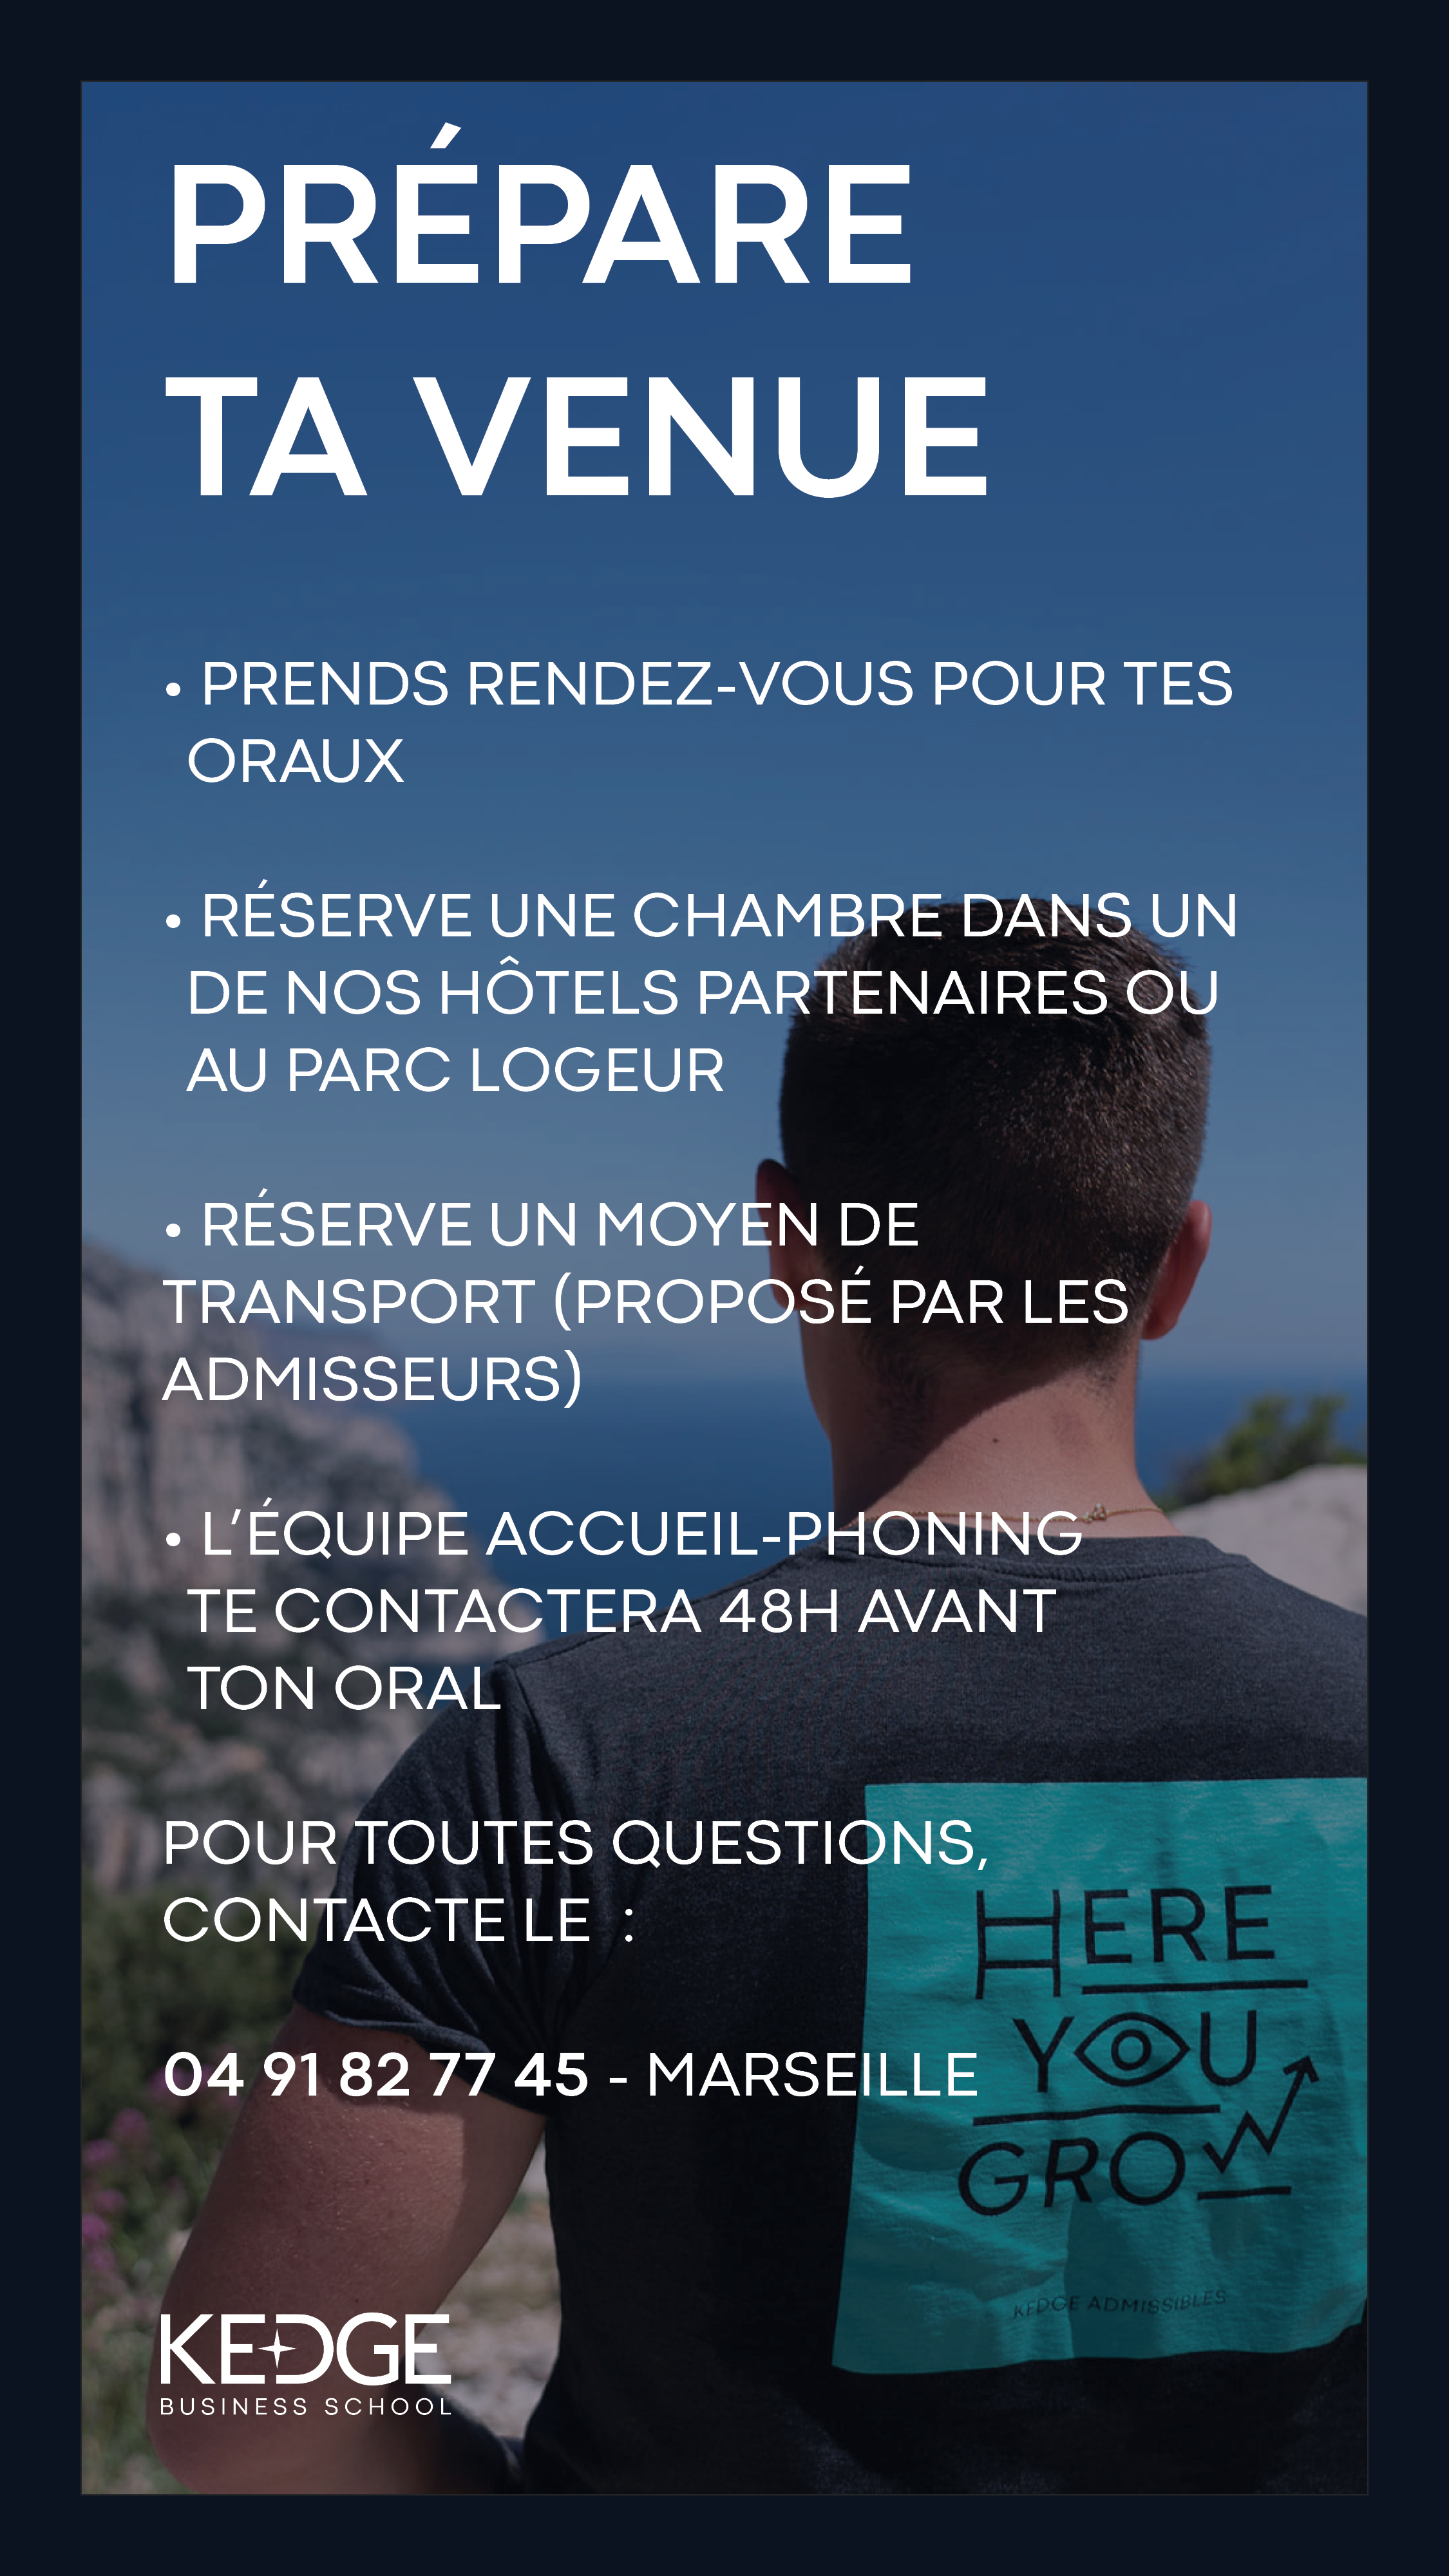 PRÉPARE
TA VENUE
• PRENDS RENDEZ-VOUS POUR TES
ORAUX
• RÉSERVE UNE CHAMBRE DANS UN
DE NOS HÔTELS PARTENAIRES OU
AU PARC LOGEUR
• RÉSERVE UN MOYEN DE
TRANSPORT (PROPOSÉ PAR LES
ADMISSEURS)
• L’ÉQUIPE ACCUEIL-PHONING
TE CONTACTERA 48H AVANT
TON ORAL
POUR TOUTES QUESTIONS,
CONTACTE LE :
04 91 82 77 45 - MARSEILLE
HERE
YOU
GROW
KEDGE ADMISSIBLES
KEDGE
BUSINESS SCHOOL